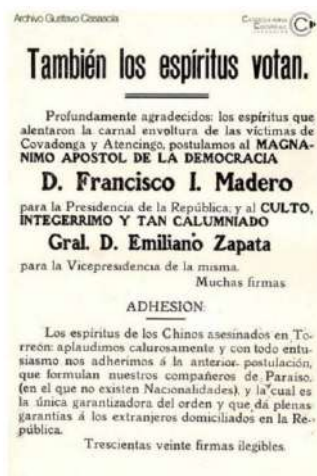 Archivo Gustavo Casasola
También los espíritus votan.
Profundamente agradecidos: los espíritus que
alentaron la carnal envoltura de las víctimas de
Covadonga y Atencingo, postulamos al MAGNA-
NIMO APOSTOL DE LA DEMOCRACIA
D. Francisco I. Madero
para la Presidencia de la República; y al CULTO,
INTEGERRIMO Y TAN CALUMNIADO
Gral. D. Emiliano Zapata
para la Vicepresidencia de la misma.
Muchas firmas
ADHESION:
Los espíritus de los Chinos asesinados en To-
rreón: aplaudimos calurosamente y con todo entu-
siasmo nos adherimos á la anterior postulación,
que formulan nuestros compañeros de Paraiso,
(en el que no existen Nacionalidades), y la cual es
la única garantizadora del orden y que dá plenas
garantías á los extranjeros domiciliados en la Re-
pública.
Trescientas veinte firmas ilegibles.